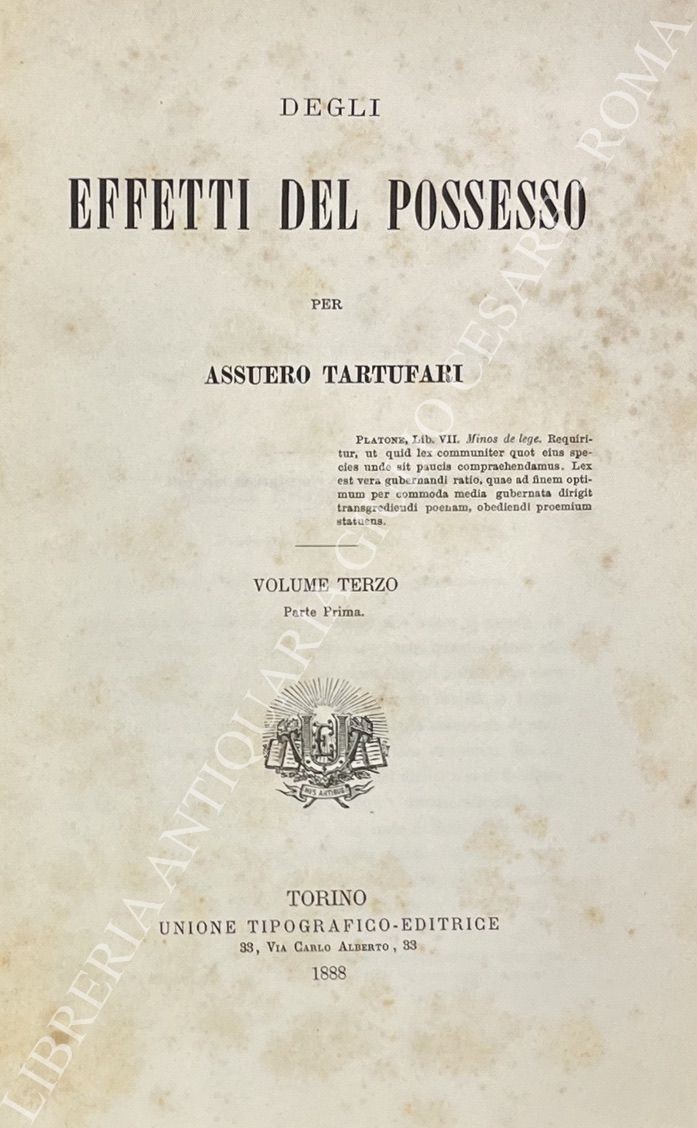 DEGLI
EFFETTI DEL POSSESSO
PER
ASSUERO TARTUFARI
PLATONE, Lib. VII. Minos de lege. Requiri-
tur, ut quid lex communiter quot eius spe-
cies unde sit paucis compraehendamus. Lex
est vera gubernandi ratio, quae ad finem opti-
mum per commoda media gubernata dirigit
transgrediendi poenam, obediendi proemium
statuens.
VOLUME TERZO
Parte Prima.
TORINO
UNIONE TIPOGRAFICO-EDITRICE
33, VIA CARLO ALBERTO, 33
1888
LIBRERIA ANTIQUARIA GIULIOCESARE ROMA